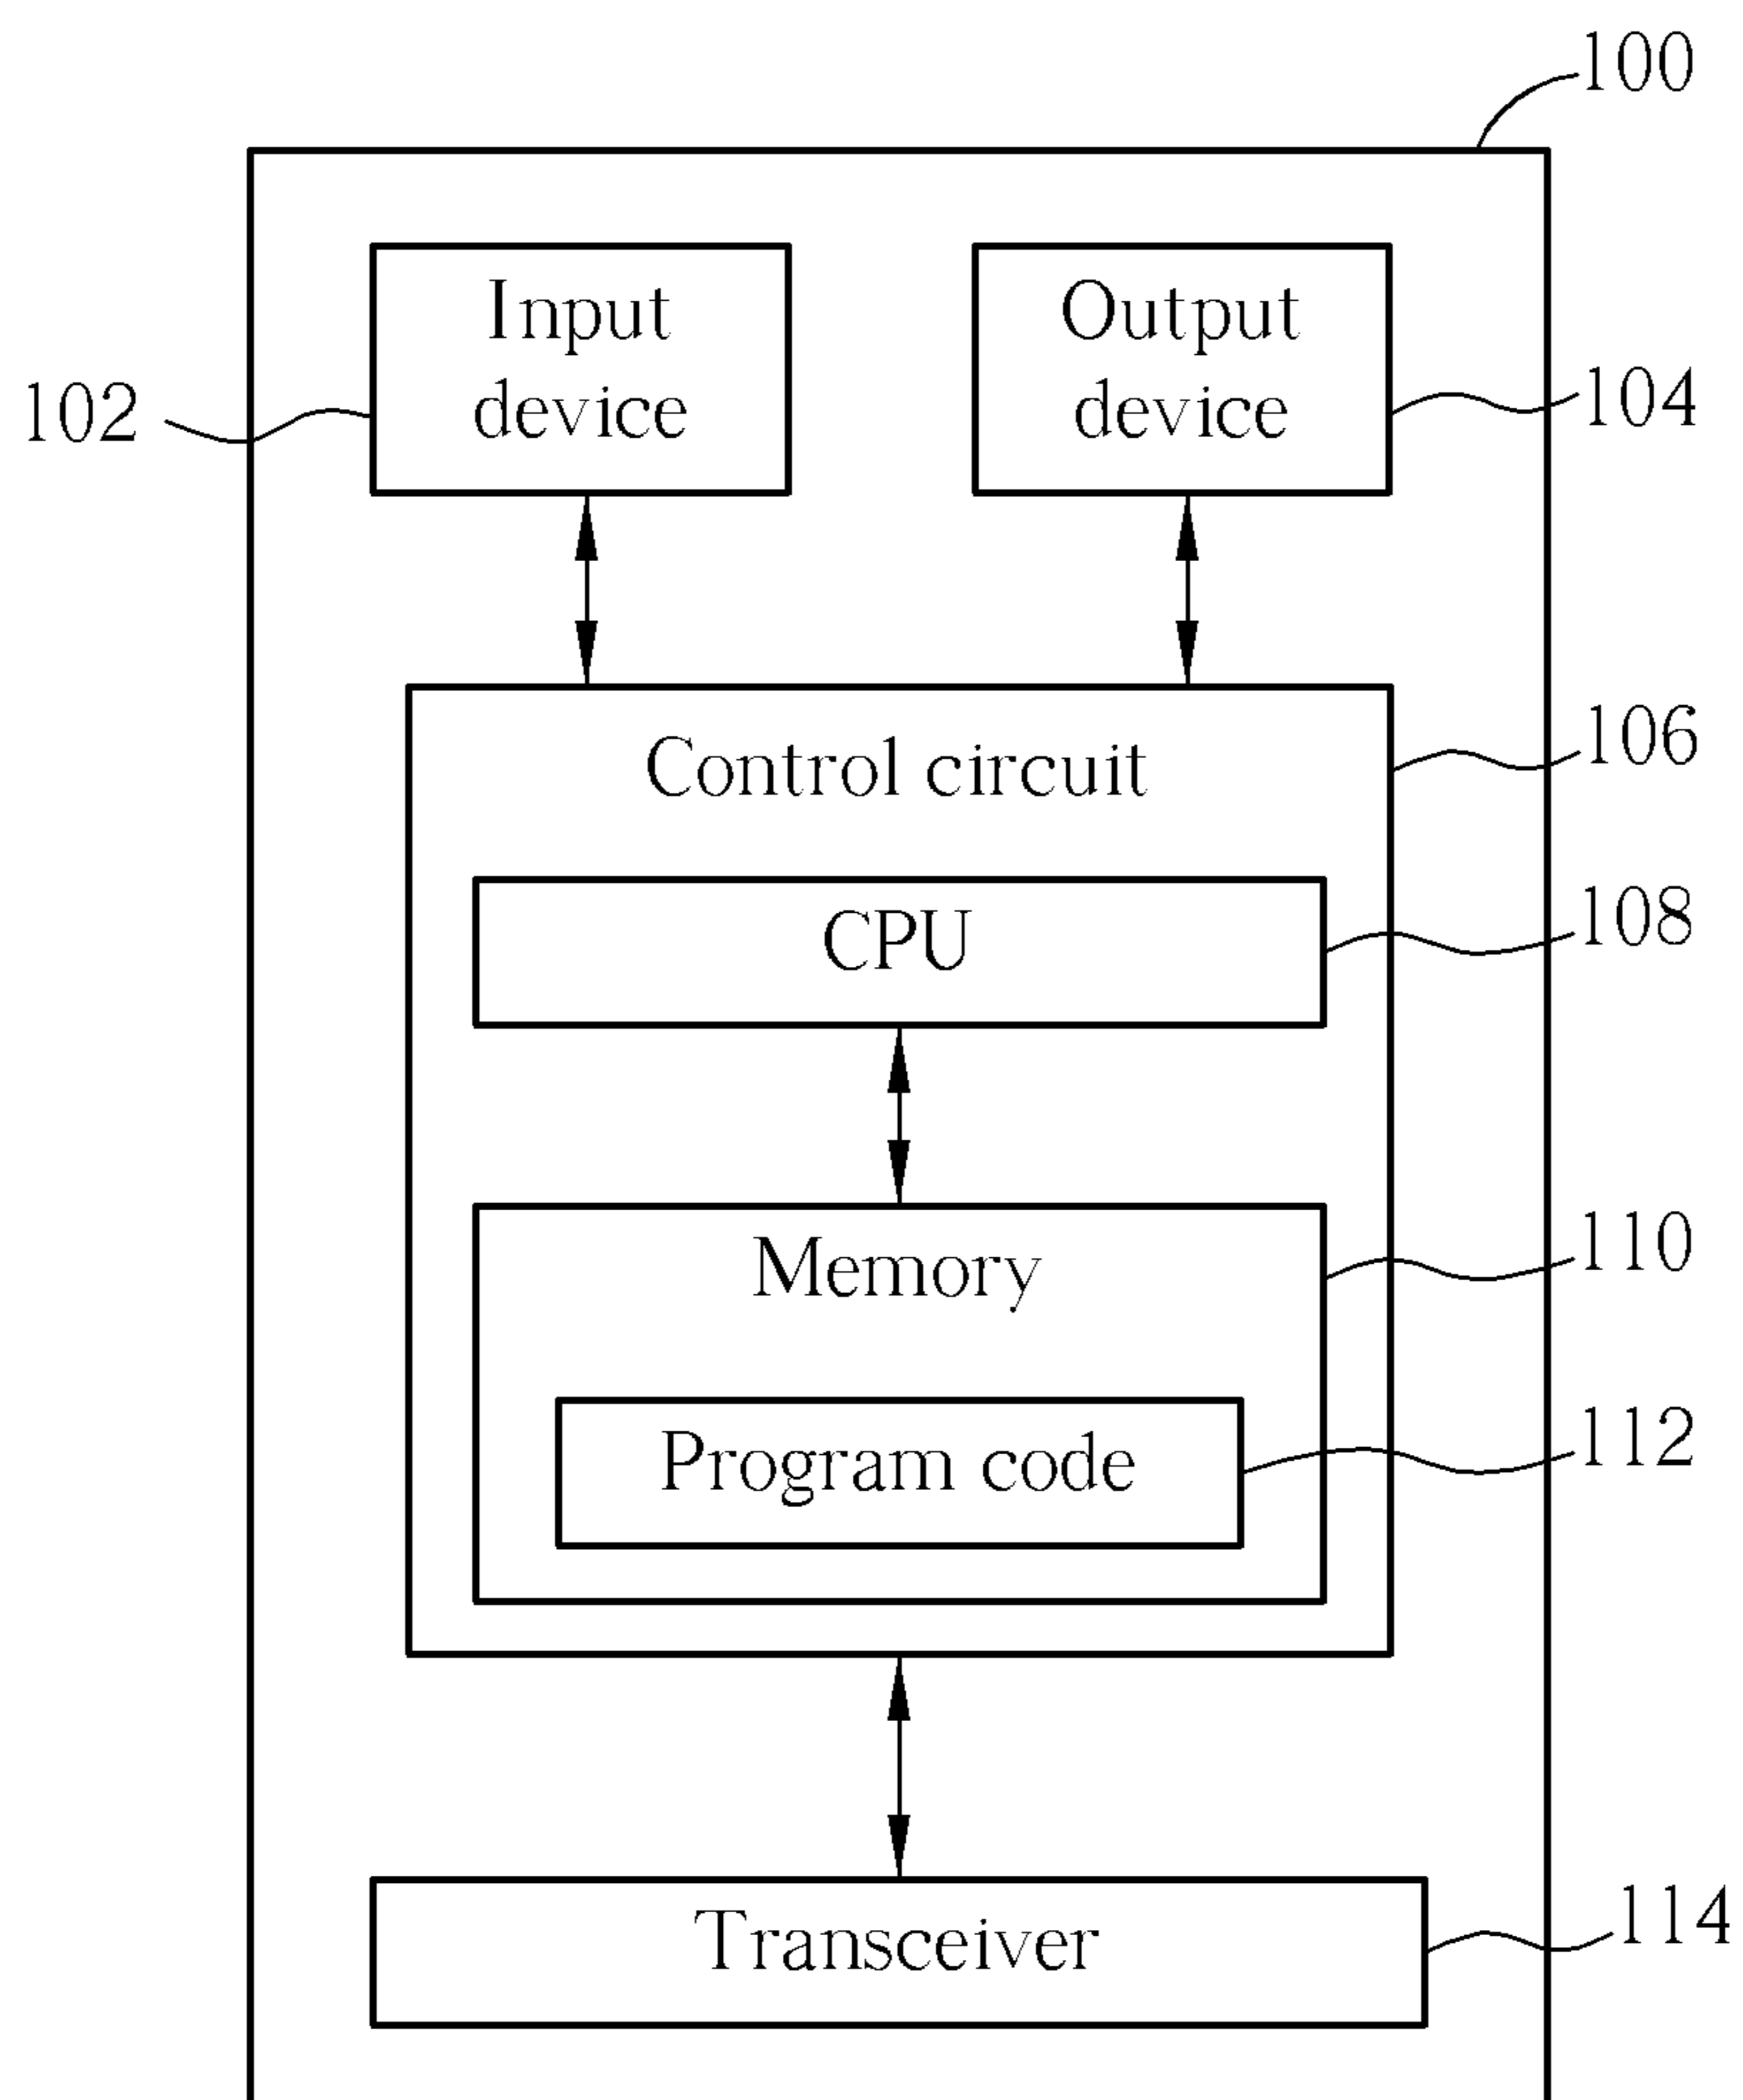 100
Input
device
Output
device
102
104
Control circuit
106
CPU
108
Memory
110
Program code
112
Transceiver
114